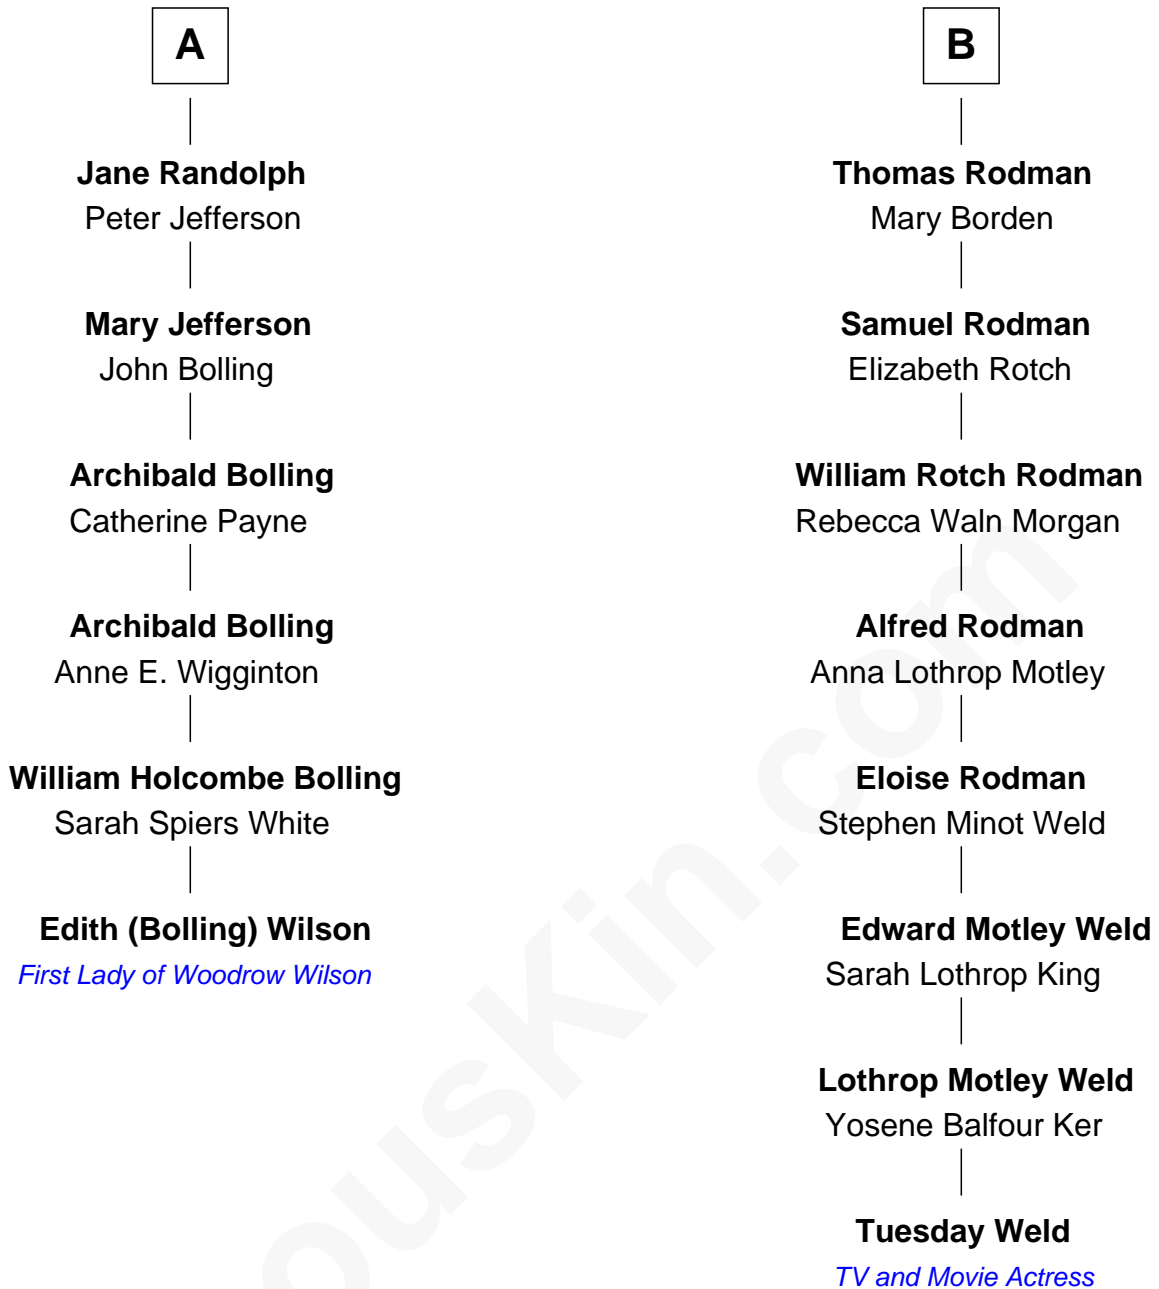 A
Jane Randolph
Peter Jefferson
Mary Jefferson
John Bolling
Archibald Bolling
Catherine Payne
Archibald Bolling
Anne E. Wigginton
William Holcombe Bolling
Sarah Spiers White
Edith (Bolling) Wilson
First Lady of Woodrow Wilson
B
Thomas Rodman
Mary Borden
Samuel Rodman
Elizabeth Rotch
William Rotch Rodman
Rebecca Waln Morgan
Alfred Rodman
Anna Lothrop Motley
Eloise Rodman
Stephen Minot Weld
Edward Motley Weld
Sarah Lothrop King
Lothrop Motley Weld
Yosene Balfour Ker
Tuesday Weld
TV and Movie Actress
ousKin.com